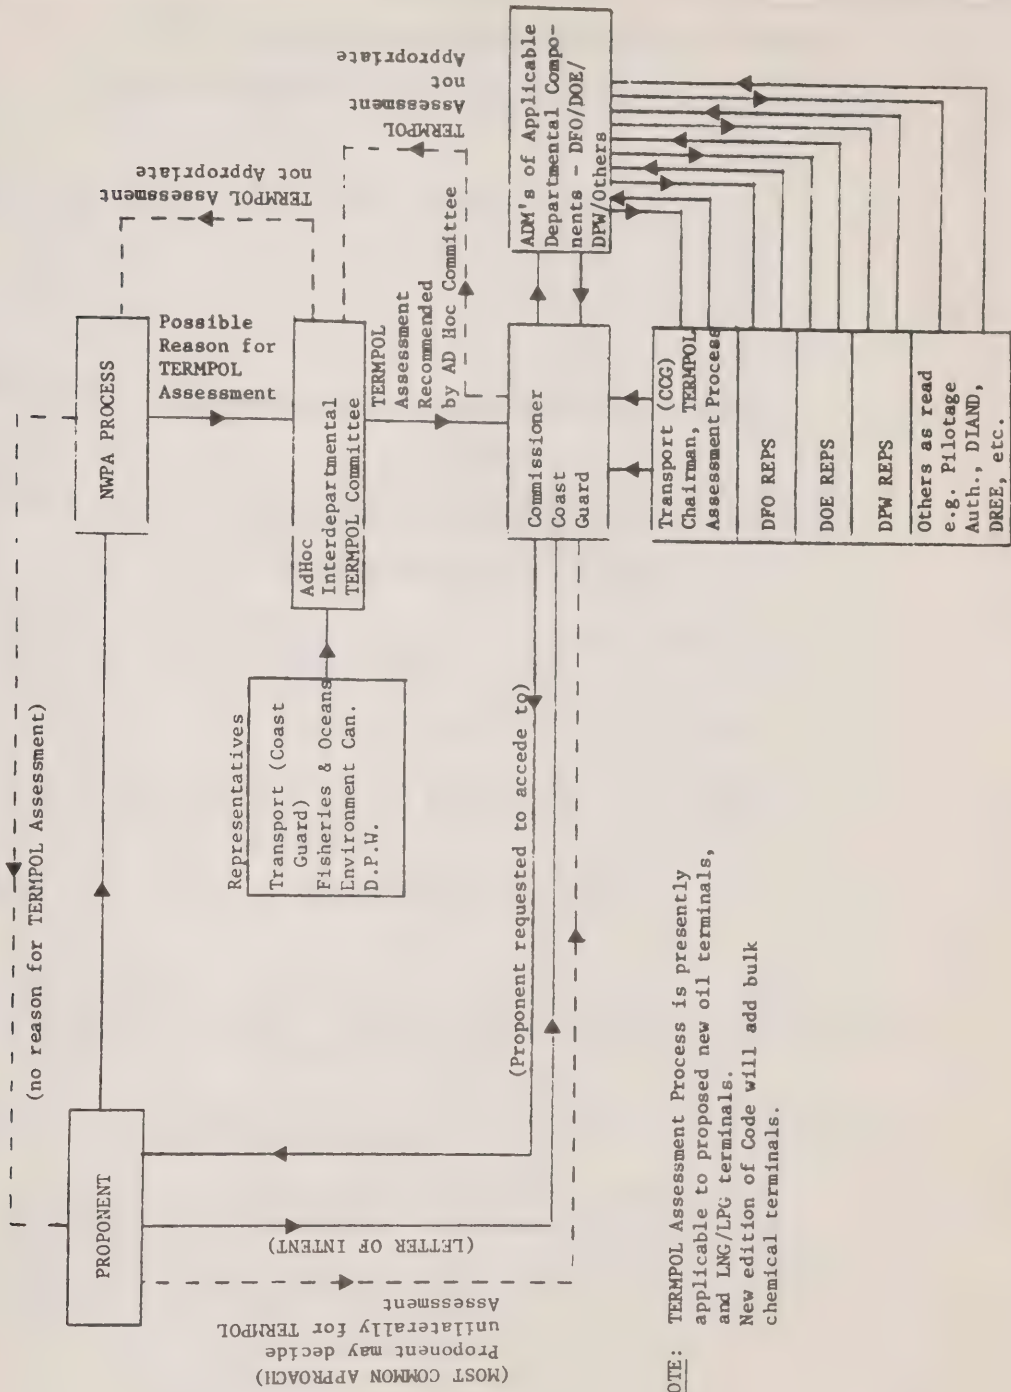 (no reason for TERMPOL Assessment)
PROPONENT
NWPA PROCESS
TERMPOL Assessment
not Appropriate
Possible
Reason for
TERMPOL
Assessment
TERMPOL
Assessment
not
Appropriate
(MOST COMMON APPROACH)
Proponent may decide
unilaterally for TERMPOL
Assessment
(LETTER OF INTENT)
Representatives
Transport (Coast
Guard)
Fisheries & Oceans
Environment Can.
D.P.W.
AdHoc
Interdepartmental
TERMPOL Committee
TERMPOL
Assessment
Recommended
by AD Hoc Committee
(Proponent requested to accede to)
Commissioner
Coast
Guard
ADM's of Applicable
Departmental Compo-
nents - DFO/DOE/
DPW/Others
Transport (CCG)
Chairman, TERMPOL
Assessment Process
DFO REPS
DOE REPS
DPW REPS
Others as read
e.g. Pilotage
Auth., DIAND,
DREE, etc.
OTE: TERMPOL Assessment Process is presently
applicable to proposed new oil terminals,
and LNG/LPG terminals.
New edition of Code will add bulk
chemical terminals.